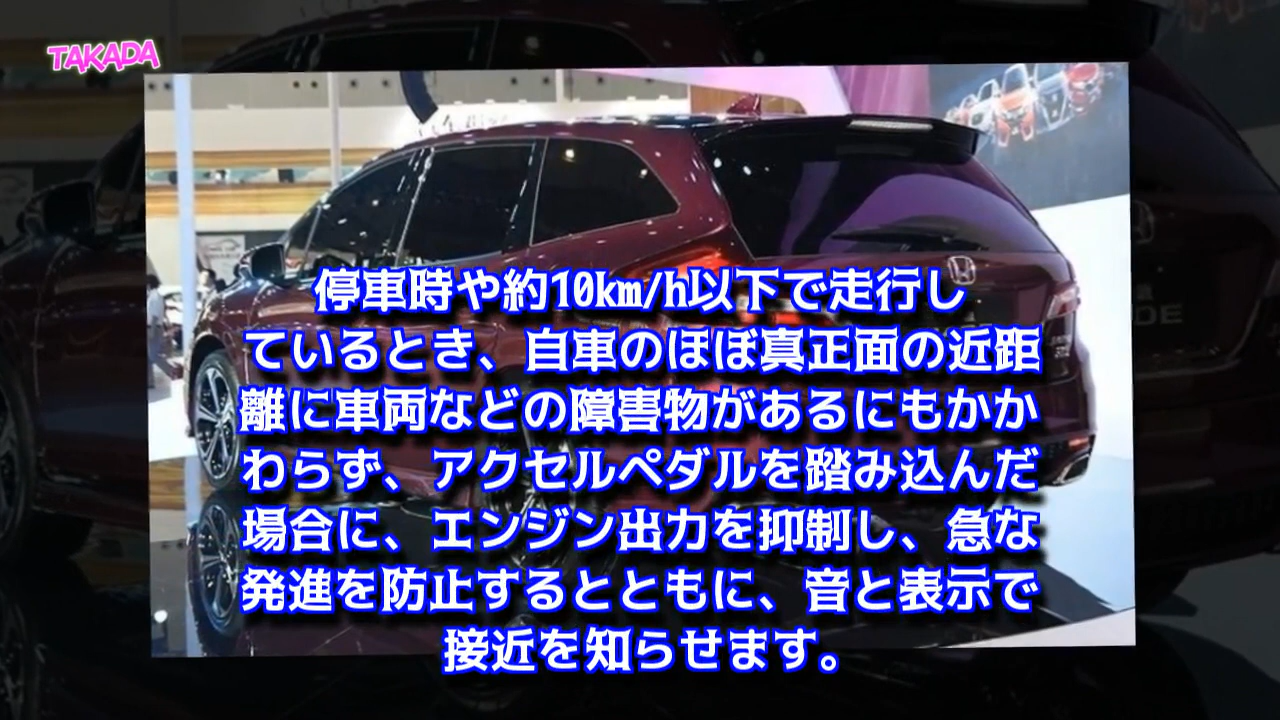 TAKADA
停車時や約10km/h以下で走行し
ているとき、自車のほぼ真正面の近距
離に車両などの障害物があるにもかか
わらず、アクセルペダルを踏み込んだ
場合に、エンジン出力を抑制し、急な
発進を防止するとともに、音と表示で
接近を知らせます。